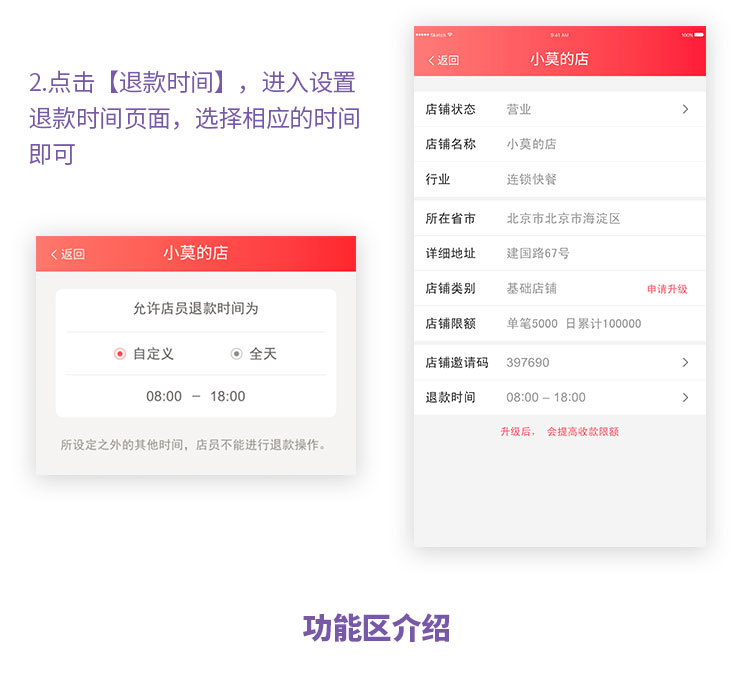 2.点击【退款时间】，进入设置
退款时间页面，选择相应的时间
即可
返回 小莫的店
允许店员退款时间为
自定义 全天
08:00 – 18:00
所设定之外的其他时间，店员不能进行退款操作。
Sketch 9:41 AM 100%
返回 小莫的店
店铺状态 营业
店铺名称 小莫的店
行业 连锁快餐
所在省市 北京市北京市海淀区
详细地址 建国路67号
店铺类别 基础店铺 申请升级
店铺限额 单笔5000 日累计100000
店铺邀请码 397690
退款时间 08:00 – 18:00
升级后、 会提高收款限额
功能区介绍